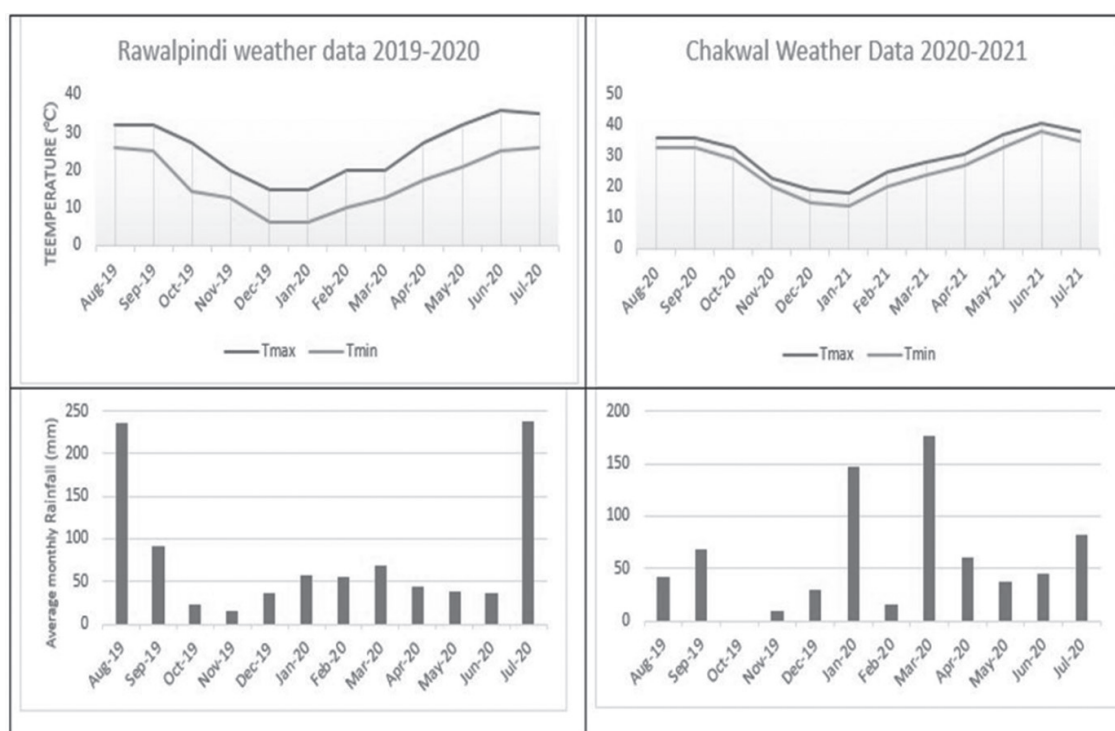 Rawalpindi weather data 2019-2020
TEEMPERATURE (°C)
40
30
20
10
0
Aug-19 Sep-19 Oct-19 Nov-19 Dec-19 Jan-20 Feb-20 Mar-20 Apr-20 May-20 Jun-20 Jul-20
Tmax Tmin
Chakwal Weather Data 2020-2021
50
40
30
20
10
0
Aug-20 Sep-20 Oct-20 Nov-20 Dec-20 Jan-21 Feb-21 Mar-21 Apr-21 May-21 Jun-21 Jul-21
Tmax Tmin
Average monthly Rainfall (mm)
250
200
150
100
50
0
Aug-19 Sep-19 Oct-19 Nov-19 Dec-19 Jan-20 Feb-20 Mar-20 Apr-20 May-20 Jun-20 Jul-20
200
150
100
50
0
Aug-19 Sep-19 Oct-19 Nov-19 Dec-19 Jan-20 Feb-20 Mar-20 Apr-20 May-20 Jun-20 Jul-20